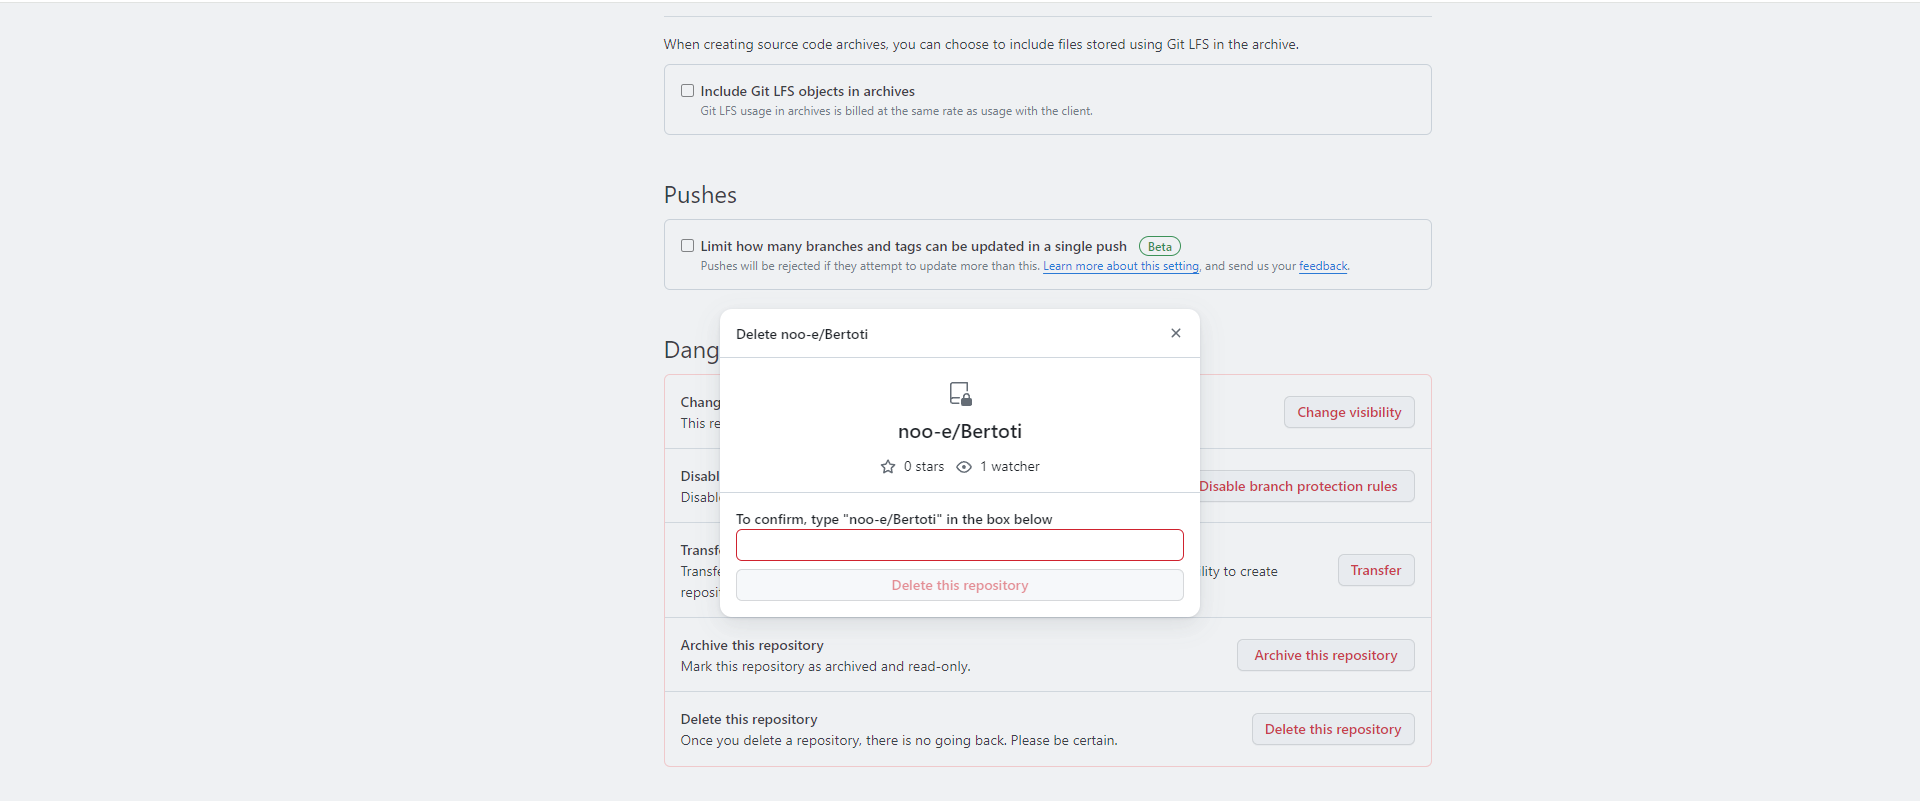 When creating source code archives, you can choose to include files stored using Git LFS in the archive.
Include Git LFS objects in archives
Git LFS usage in archives is billed at the same rate as usage with the client.
Pushes
Limit how many branches and tags can be updated in a single push Beta
Pushes will be rejected if they attempt to update more than this. Learn more about this setting, and send us your feedback.
Dang
Delete noo-e/Bertoti
noo-e/Bertoti
0 stars 1 watcher
To confirm, type "noo-e/Bertoti" in the box below
Delete this repository
Chang
This re
Change visibility
Disabl
Disabl
Disable branch protection rules
Transf
Transfe
reposi
lity to create
Transfer
Archive this repository
Mark this repository as archived and read-only.
Archive this repository
Delete this repository
Once you delete a repository, there is no going back. Please be certain.
Delete this repository